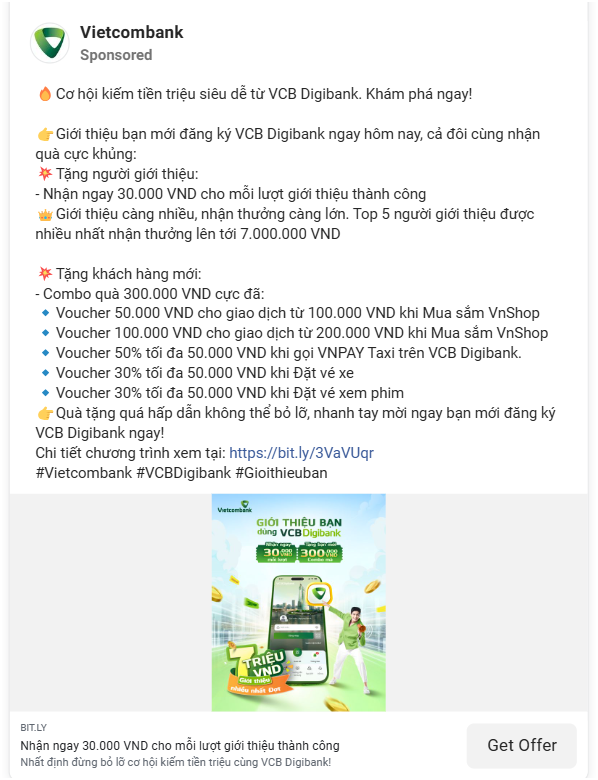 Vietcombank
Sponsored
🔥 Cơ hội kiếm tiền triệu siêu dễ từ VCB Digibank. Khám phá ngay!
👉Giới thiệu bạn mới đăng ký VCB Digibank ngay hôm nay, cả đôi cùng nhận
quà cực khủng:
💥 Tặng người giới thiệu:
- Nhận ngay 30.000 VND cho mỗi lượt giới thiệu thành công
👑 Giới thiệu càng nhiều, nhận thưởng càng lớn. Top 5 người giới thiệu được
nhiều nhất nhận thưởng lên tới 7.000.000 VND
💥 Tặng khách hàng mới:
- Combo quà 300.000 VND cực đã:
🔹 Voucher 50.000 VND cho giao dịch từ 100.000 VND khi Mua sắm VnShop
🔹 Voucher 100.000 VND cho giao dịch từ 200.000 VND khi Mua sắm VnShop
🔹 Voucher 50% tối đa 50.000 VND khi gọi VNPAY Taxi trên VCB Digibank.
🔹 Voucher 30% tối đa 50.000 VND khi Đặt vé xe
🔹 Voucher 30% tối đa 50.000 VND khi Đặt vé xem phim
👉Quà tặng quá hấp dẫn không thể bỏ lỡ, nhanh tay mời ngay bạn mới đăng ký
VCB Digibank ngay!
Chi tiết chương trình xem tại: https://bit.ly/3VaVUqr
#Vietcombank #VCBDigibank #Gioithieuban
Vietcombank
GIỚI THIỆU BẠN
dùng VCB Digibank
Nhận ngay
30.000 VND
mỗi lượt
300.000 VND
7 TRIỆU
VND
Giới thiệu
nhiều nhất Đợt
BIT.LY
Nhận ngay 30.000 VND cho mỗi lượt giới thiệu thành công
Nhất định đừng bỏ lỡ cơ hội kiếm tiền triệu cùng VCB Digibank!
Get Offer